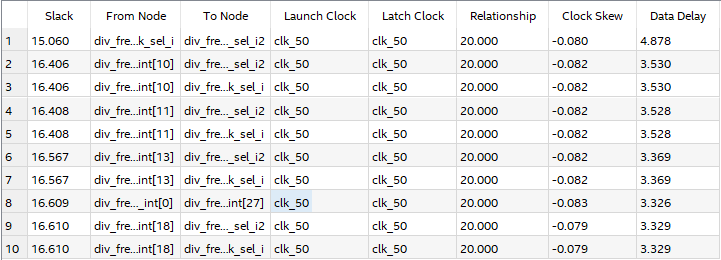 Slack From Node To Node Launch Clock Latch Clock Relationship Clock Skew Data Delay
1 15.060 div_fre...k_sel_i div_fre..._sel_i2 clk_50 clk_50 20.000 -0.080 4.878
2 16.406 div_fre...int[10] div_fre..._sel_i2 clk_50 clk_50 20.000 -0.082 3.530
3 16.406 div_fre...int[10] div_fre...k_sel_i clk_50 clk_50 20.000 -0.082 3.530
4 16.408 div_fre...int[11] div_fre..._sel_i2 clk_50 clk_50 20.000 -0.082 3.528
5 16.408 div_fre...int[11] div_fre...k_sel_i clk_50 clk_50 20.000 -0.082 3.528
6 16.567 div_fre...int[13] div_fre..._sel_i2 clk_50 clk_50 20.000 -0.082 3.369
7 16.567 div_fre...int[13] div_fre...k_sel_i clk_50 clk_50 20.000 -0.082 3.369
8 16.609 div_fre..._int[0] div_fre...int[27] clk_50 clk_50 20.000 -0.083 3.326
9 16.610 div_fre...int[18] div_fre..._sel_i2 clk_50 clk_50 20.000 -0.079 3.329
10 16.610 div_fre...int[18] div_fre...k_sel_i clk_50 clk_50 20.000 -0.079 3.329